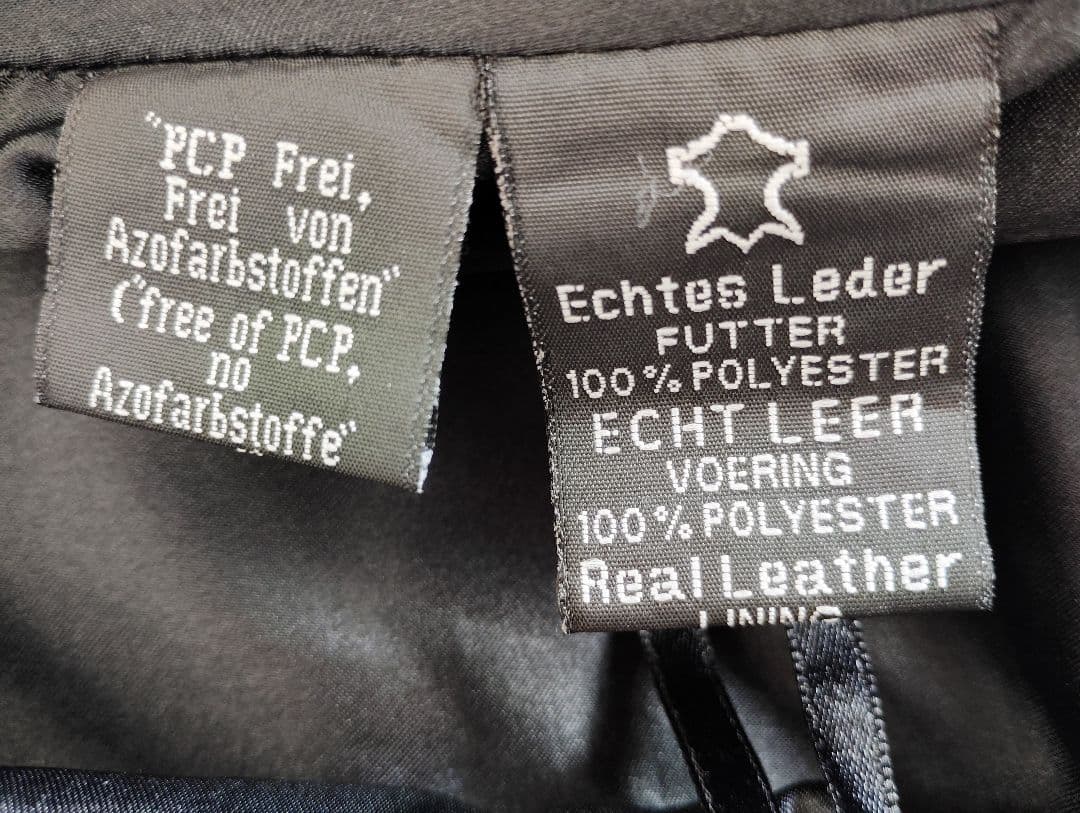 "PCP Frei,
Frei von
Azofarbstoffen"
("free of PCP,
no
Azofarbstoffe"
Echtes Leder
FUTTER
100% POLYESTER
ECHT LEER
VOERING
100% POLYESTER
Real Leather
LINING